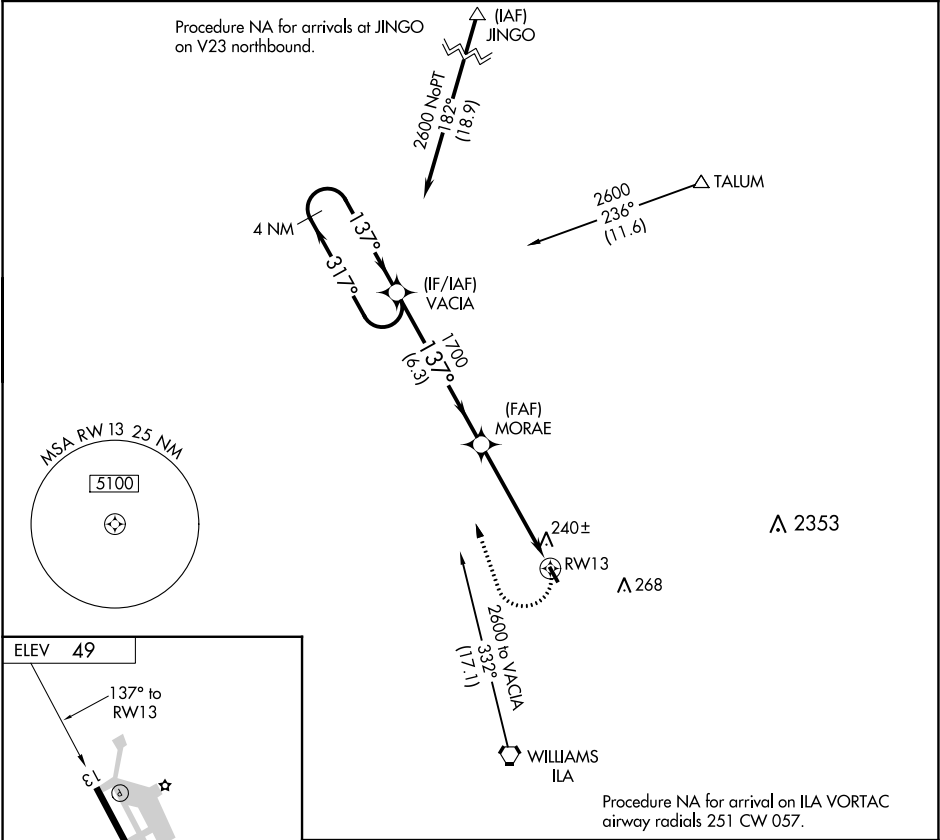 Procedure NA for arrivals at JINGO
on V23 northbound.
(IAF)
JINGO
2600 NoPT
182°
(18.9)
TALUM
2600
236°
(11.6)
4 NM
137°
317°
(IF/IAF)
VACIA
1700
137°
(6.3)
(FAF)
MORAE
MSA RW 13 25 NM
5100
240±
2353
RW13
268
2600 to VACIA
332°
(17.1)
WILLIAMS
ILA
ELEV 49
137° to
RW13
13
P
Procedure NA for arrival on ILA VORTAC
airway radials 251 CW 057.